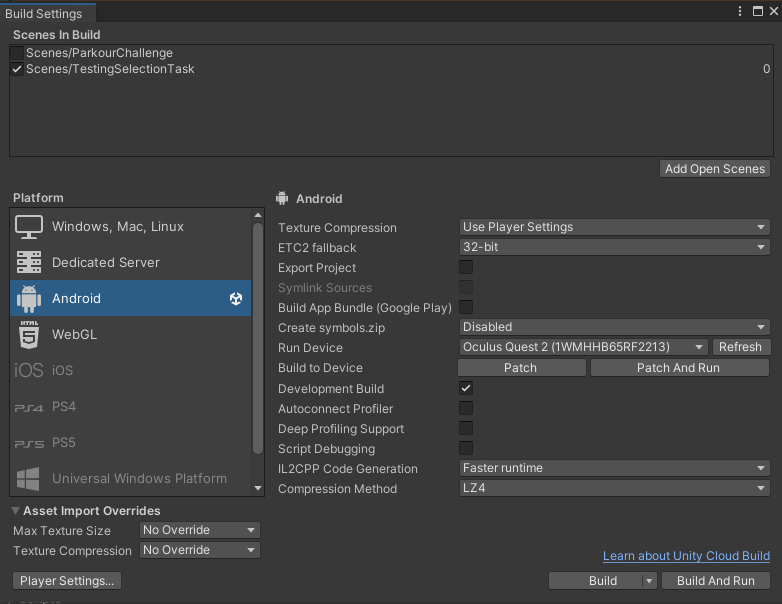 Build Settings
Scenes In Build
Scenes/ParkourChallenge
Scenes/TestingSelectionTask 0
Add Open Scenes
Platform
Windows, Mac, Linux
Dedicated Server
Android
HTML
5
WebGL
iOS iOS
PS4 PS4
PS5 PS5
Universal Windows Platform
Android
Texture Compression Use Player Settings
ETC2 fallback 32-bit
Export Project
Symlink Sources
Build App Bundle (Google Play)
Create symbols.zip Disabled
Run Device Oculus Quest 2 (1WMHHB65RF2213) Refresh
Build to Device Patch Patch And Run
Development Build
Autoconnect Profiler
Deep Profiling Support
Script Debugging
IL2CPP Code Generation Faster runtime
Compression Method LZ4
Asset Import Overrides
Max Texture Size No Override
Texture Compression No Override
Learn about Unity Cloud Build
Player Settings... Build Build And Run